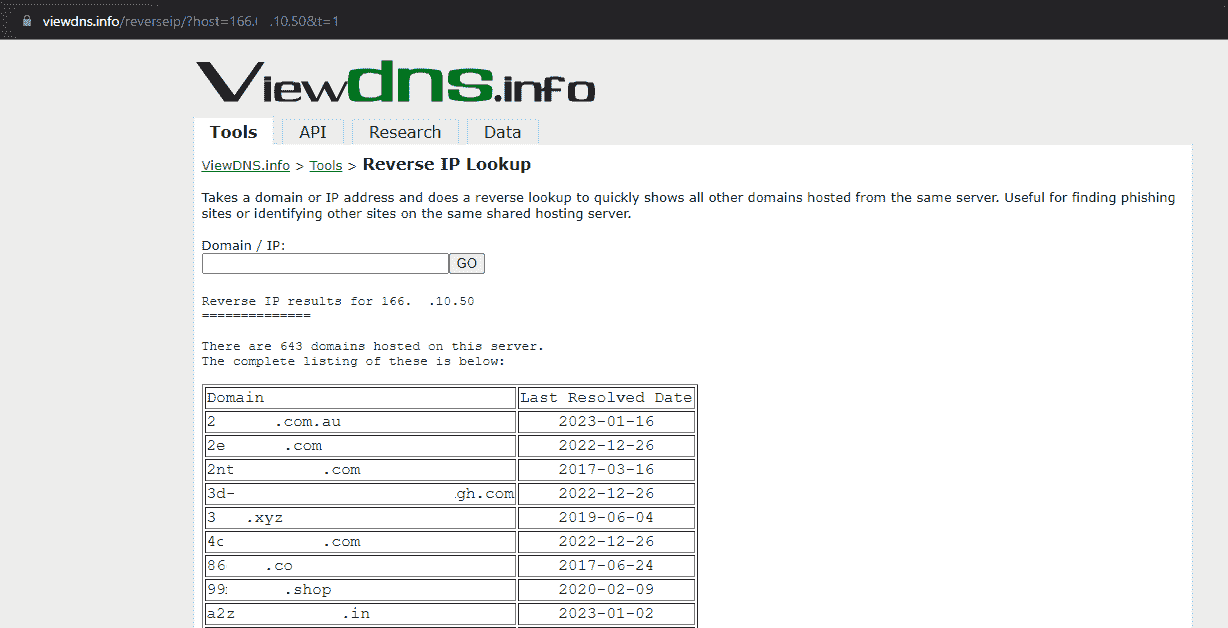 viewdns.info/reverseip/?host=166. .10.50&t=1
Viewdns.info
Tools API Research Data
ViewDNS.info > Tools > Reverse IP Lookup
Takes a domain or IP address and does a reverse lookup to quickly shows all other domains hosted from the same server. Useful for finding phishing
sites or identifying other sites on the same shared hosting server.
Domain / IP:
GO
Reverse IP results for 166. .10.50
==============
There are 643 domains hosted on this server.
The complete listing of these is below:
Domain Last Resolved Date
2 .com.au 2023-01-16
2e .com 2022-12-26
2nt .com 2017-03-16
3d- gh.com 2022-12-26
3 .xyz 2019-06-04
4c .com 2022-12-26
86 .co 2017-06-24
99 .shop 2020-02-09
a2z .in 2023-01-02